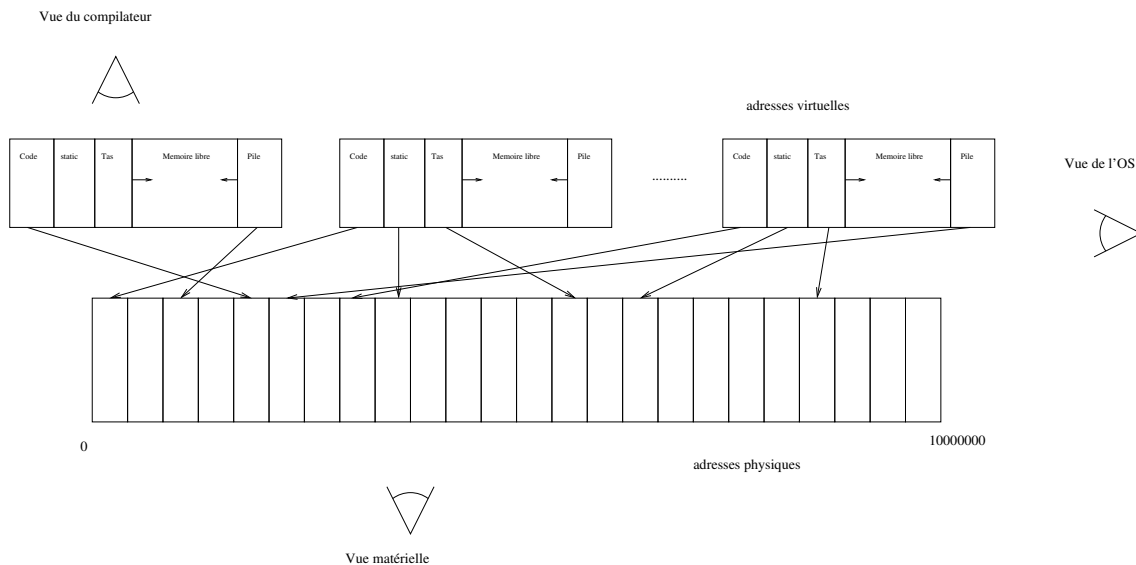 Vue du compilateur
adresses virtuelles
Code static Tas Memoire libre Pile
Code static Tas Memoire libre Pile
..........
Code static Tas Memoire libre Pile
Vue de l'OS
0
10000000
adresses physiques
Vue matérielle